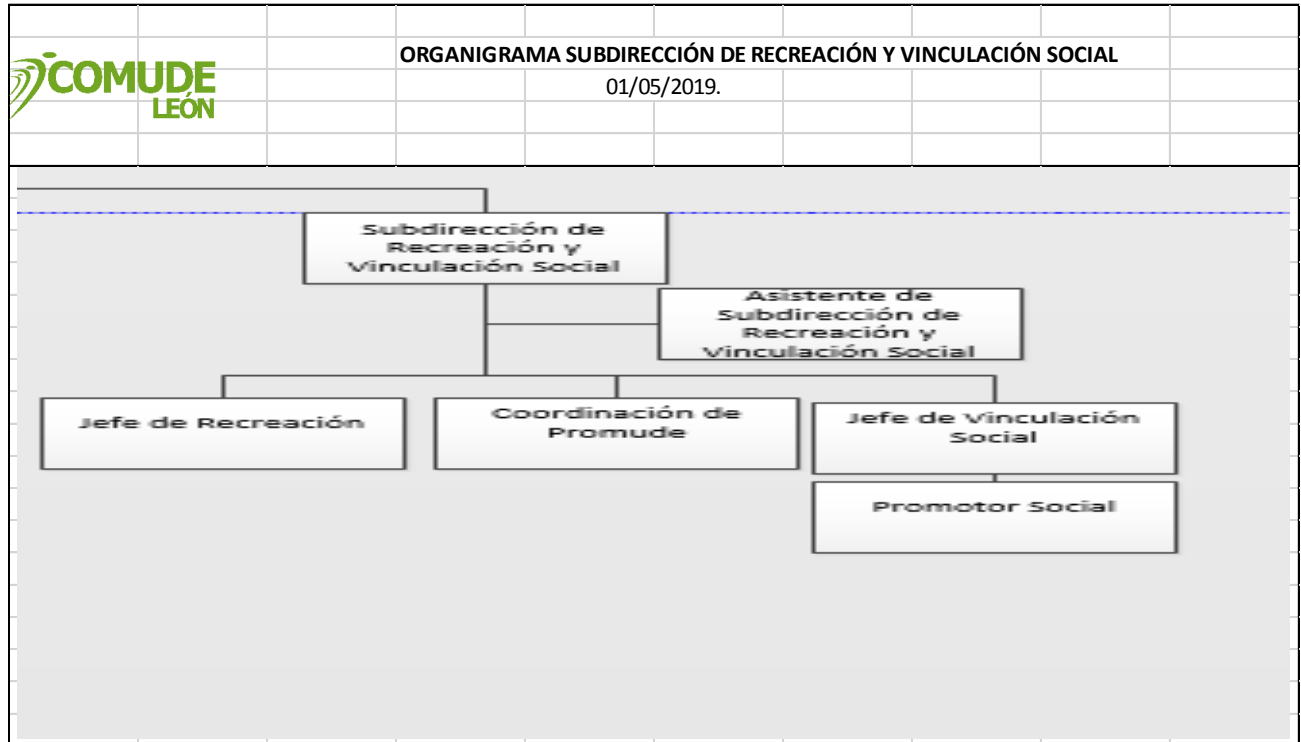 COMUDE
LEÓN
ORGANIGRAMA SUBDIRECCIÓN DE RECREACIÓN Y VINCULACIÓN SOCIAL
01/05/2019.
Subdirección de
Recreación y
Vinculación Social
Asistente de
Subdirección de
Recreación y
Vinculación Social
Jefe de Recreación
Coordinación de
Promude
Jefe de Vinculación
Social
Promotor Social